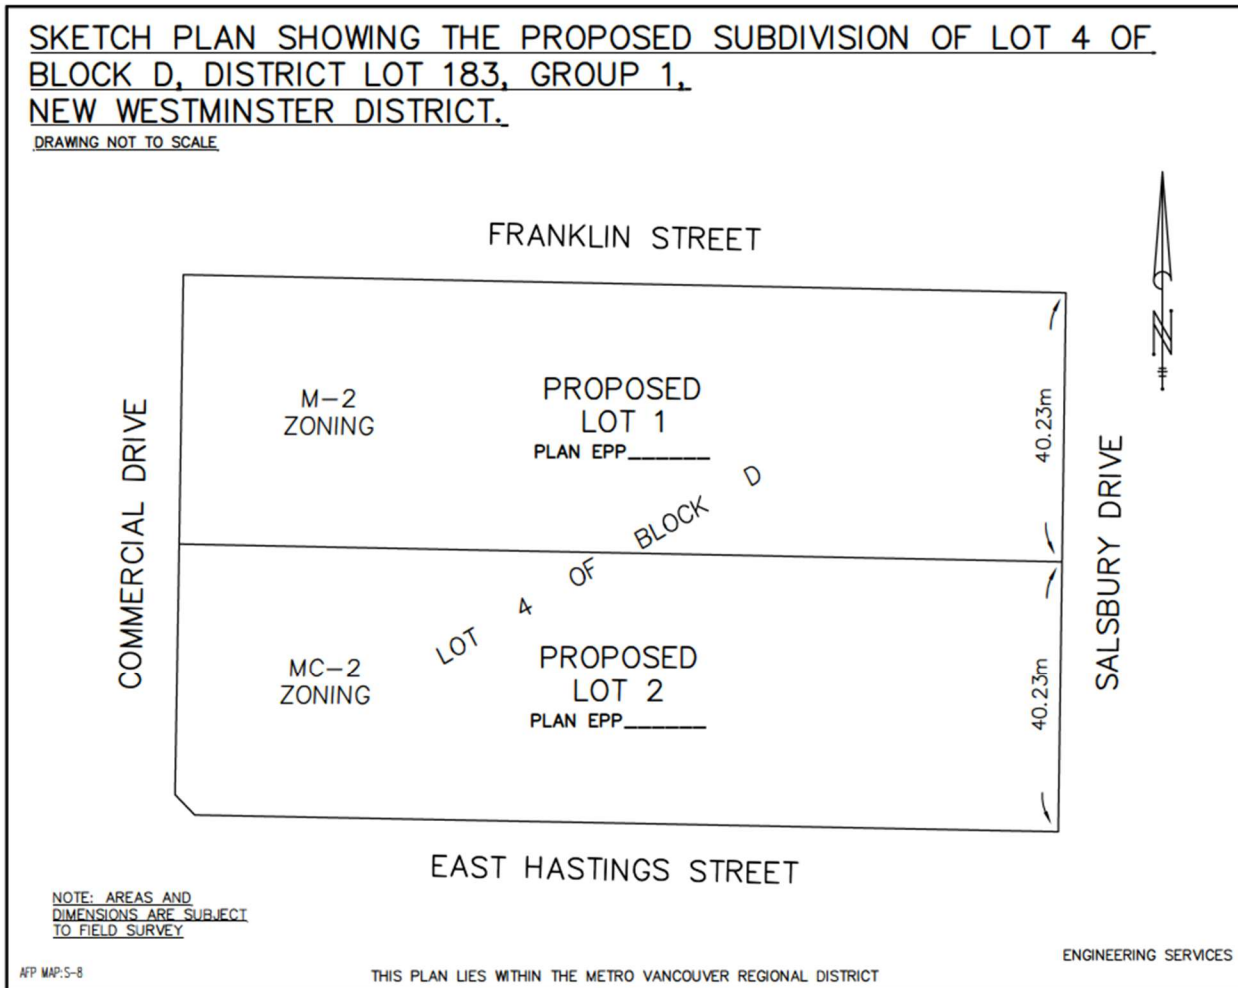 SKETCH PLAN SHOWING THE PROPOSED SUBDIVISION OF LOT 4 OF
BLOCK D, DISTRICT LOT 183, GROUP 1,
NEW WESTMINSTER DISTRICT.
DRAWING NOT TO SCALE
FRANKLIN STREET
N
M-2
ZONING
PROPOSED
LOT 1
PLAN EPP______
40.23m
COMMERCIAL DRIVE
SALSBURY DRIVE
LOT 4 OF BLOCK D
MC-2
ZONING
PROPOSED
LOT 2
PLAN EPP______
40.23m
EAST HASTINGS STREET
NOTE: AREAS AND
DIMENSIONS ARE SUBJECT
TO FIELD SURVEY
ENGINEERING SERVICES
AFP MAP:S-8
THIS PLAN LIES WITHIN THE METRO VANCOUVER REGIONAL DISTRICT